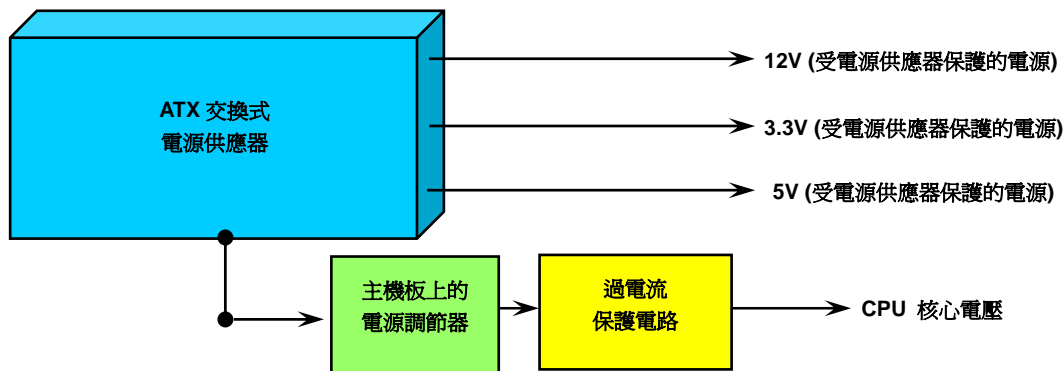 ATX 交換式
電源供應器
12V (受電源供應器保護的電源)
3.3V (受電源供應器保護的電源)
5V (受電源供應器保護的電源)
主機板上的
電源調節器
過電流
保護電路
CPU 核心電壓